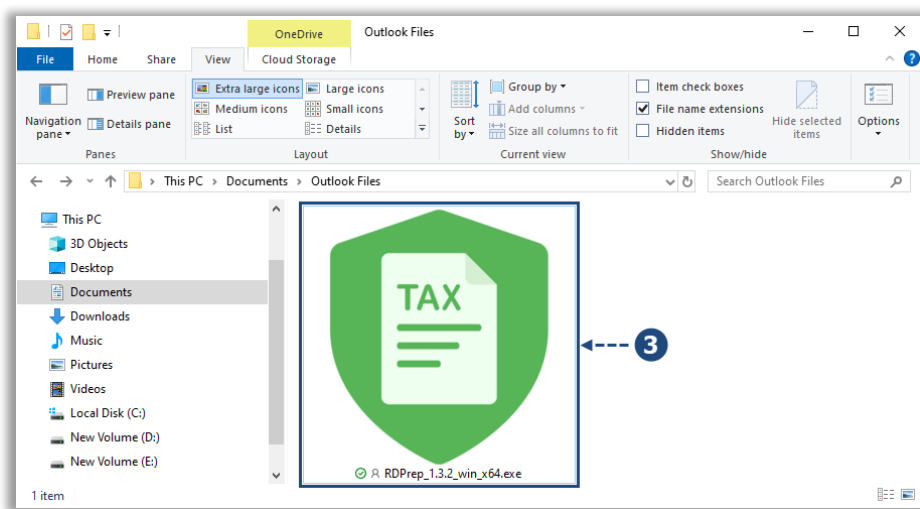 OneDrive
Outlook Files
File
Home
Share
View
Cloud Storage
?
Navigation pane
Preview pane
Details pane
Panes
Extra large icons
Large icons
Medium icons
Small icons
List
Details
Layout
Sort by
Group by
Add columns
Size all columns to fit
Current view
Item check boxes
File name extensions
Hidden items
Hide selected items
Show/hide
Options
This PC > Documents > Outlook Files
Search Outlook Files
This PC
3D Objects
Desktop
Documents
Downloads
Music
Pictures
Videos
Local Disk (C:)
New Volume (D:)
New Volume (E:)
TAX
RDPrep_1.3.2_win_x64.exe
3
1 item